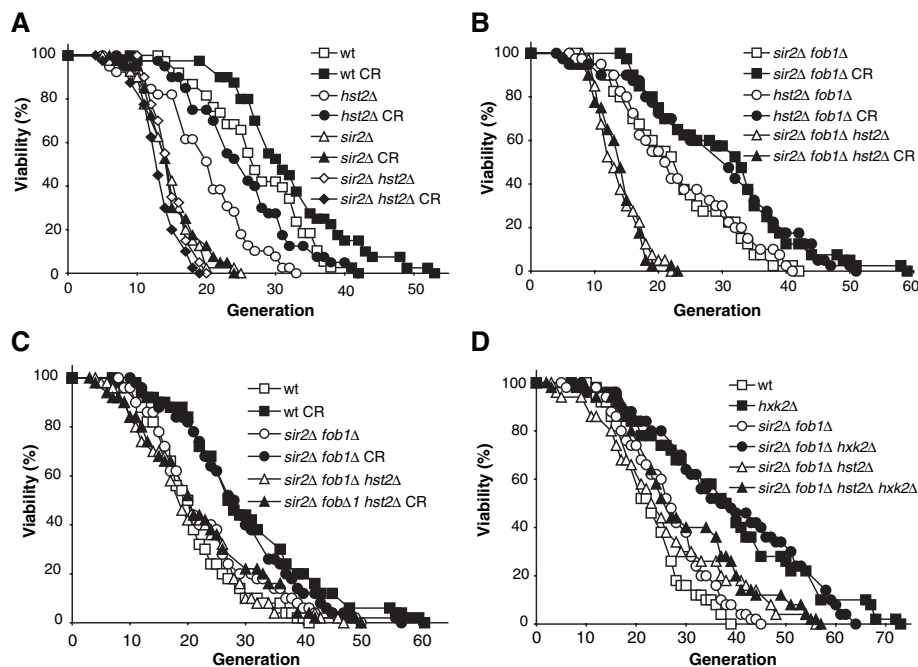 A
100
80
60
40
20
0
Viability (%)
0 10 20 30 40 50
Generation
wt
wt CR
hst2Δ
hst2Δ CR
sir2Δ
sir2Δ CR
sir2Δ hst2Δ
sir2Δ hst2Δ CR
B
100
80
60
40
20
0
Viability (%)
0 10 20 30 40 50 60
Generation
sir2Δ fob1Δ
sir2Δ fob1Δ CR
hst2Δ fob1Δ
hst2Δ fob1Δ CR
sir2Δ fob1Δ hst2Δ
sir2Δ fob1Δ hst2Δ CR
C
100
80
60
40
20
0
Viability (%)
0 10 20 30 40 50 60
Generation
wt
wt CR
sir2Δ fob1Δ
sir2Δ fob1Δ CR
sir2Δ fob1Δ hst2Δ
sir2Δ fobΔ1 hst2Δ CR
D
100
80
60
40
20
0
Viability (%)
0 10 20 30 40 50 60 70
Generation
wt
hxk2Δ
sir2Δ fob1Δ
sir2Δ fob1Δ hxk2Δ
sir2Δ fob1Δ hst2Δ
sir2Δ fob1Δ hst2Δ hxk2Δ